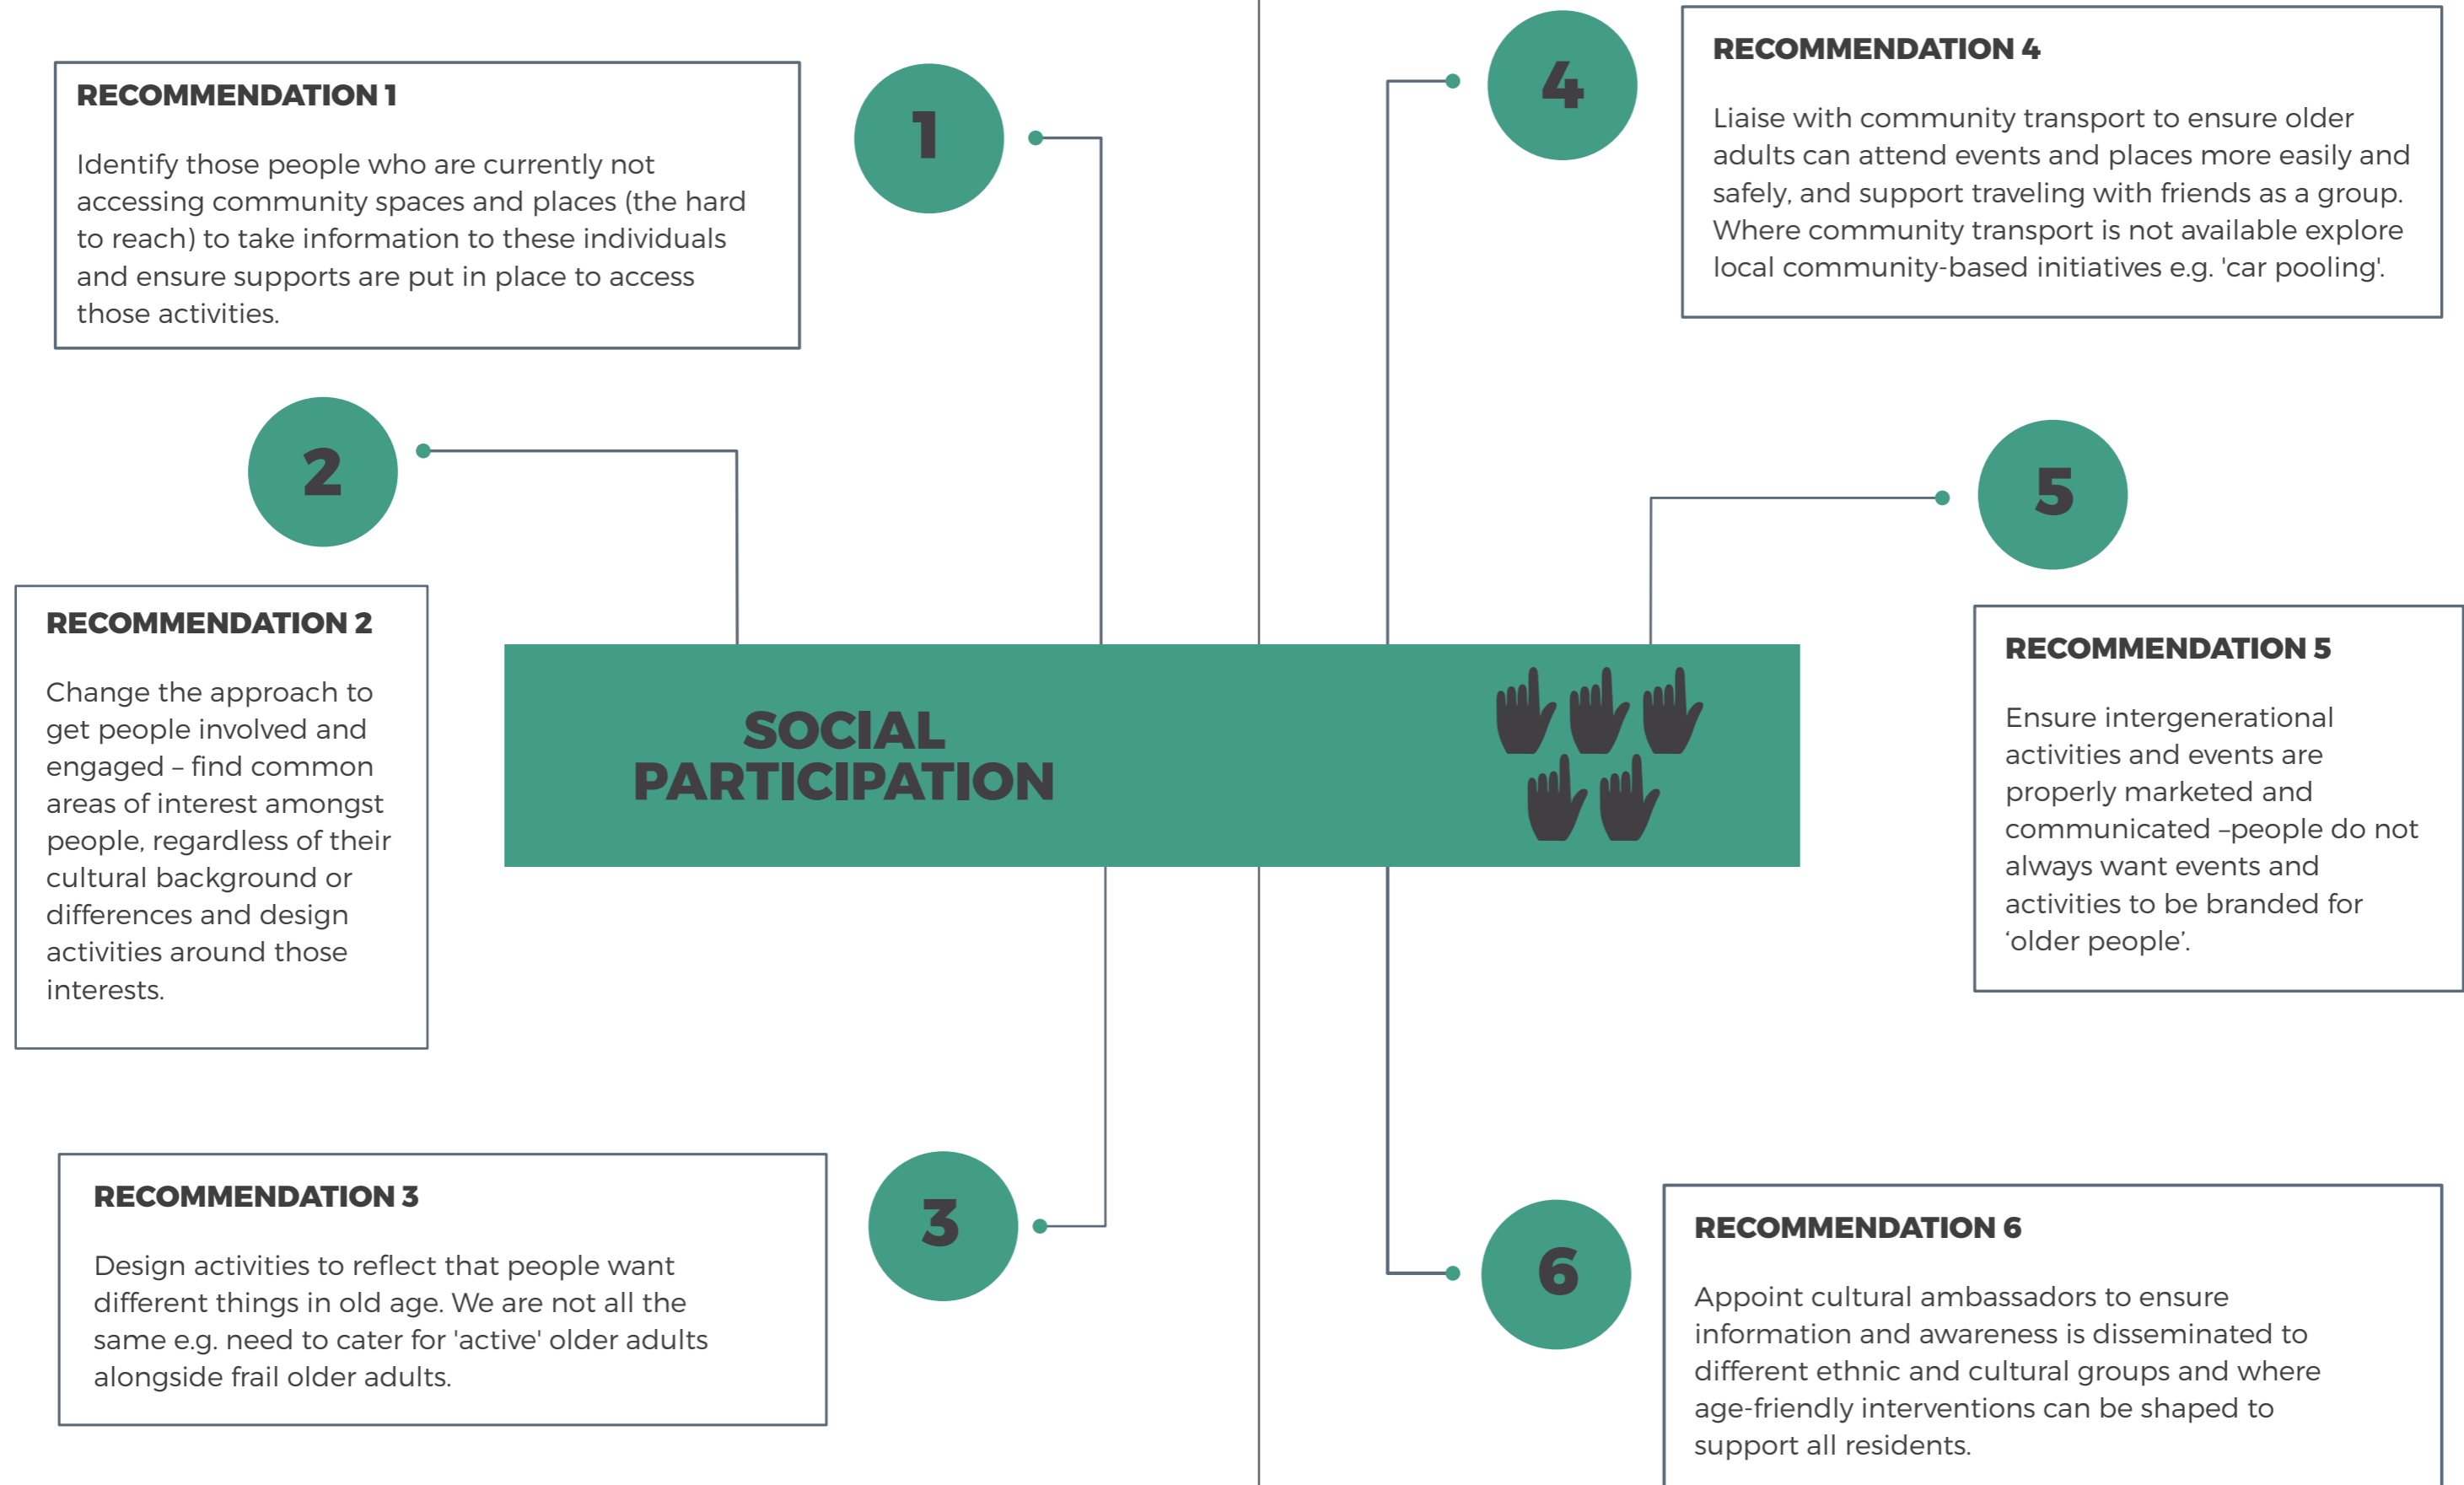 RECOMMENDATION 1
Identify those people who are currently not
accessing community spaces and places (the hard
to reach) to take information to these individuals
and ensure supports are put in place to access
those activities.
1
2
RECOMMENDATION 2
Change the approach to
get people involved and
engaged – find common
areas of interest amongst
people, regardless of their
cultural background or
differences and design
activities around those
interests.
RECOMMENDATION 3
Design activities to reflect that people want
different things in old age. We are not all the
same e.g. need to cater for 'active' older adults
alongside frail older adults.
3
SOCIAL
PARTICIPATION
4
RECOMMENDATION 4
Liaise with community transport to ensure older
adults can attend events and places more easily and
safely, and support traveling with friends as a group.
Where community transport is not available explore
local community-based initiatives e.g. 'car pooling'.
5
RECOMMENDATION 5
Ensure intergenerational
activities and events are
properly marketed and
communicated –people do not
always want events and
activities to be branded for
‘older people’.
6
RECOMMENDATION 6
Appoint cultural ambassadors to ensure
information and awareness is disseminated to
different ethnic and cultural groups and where
age-friendly interventions can be shaped to
support all residents.